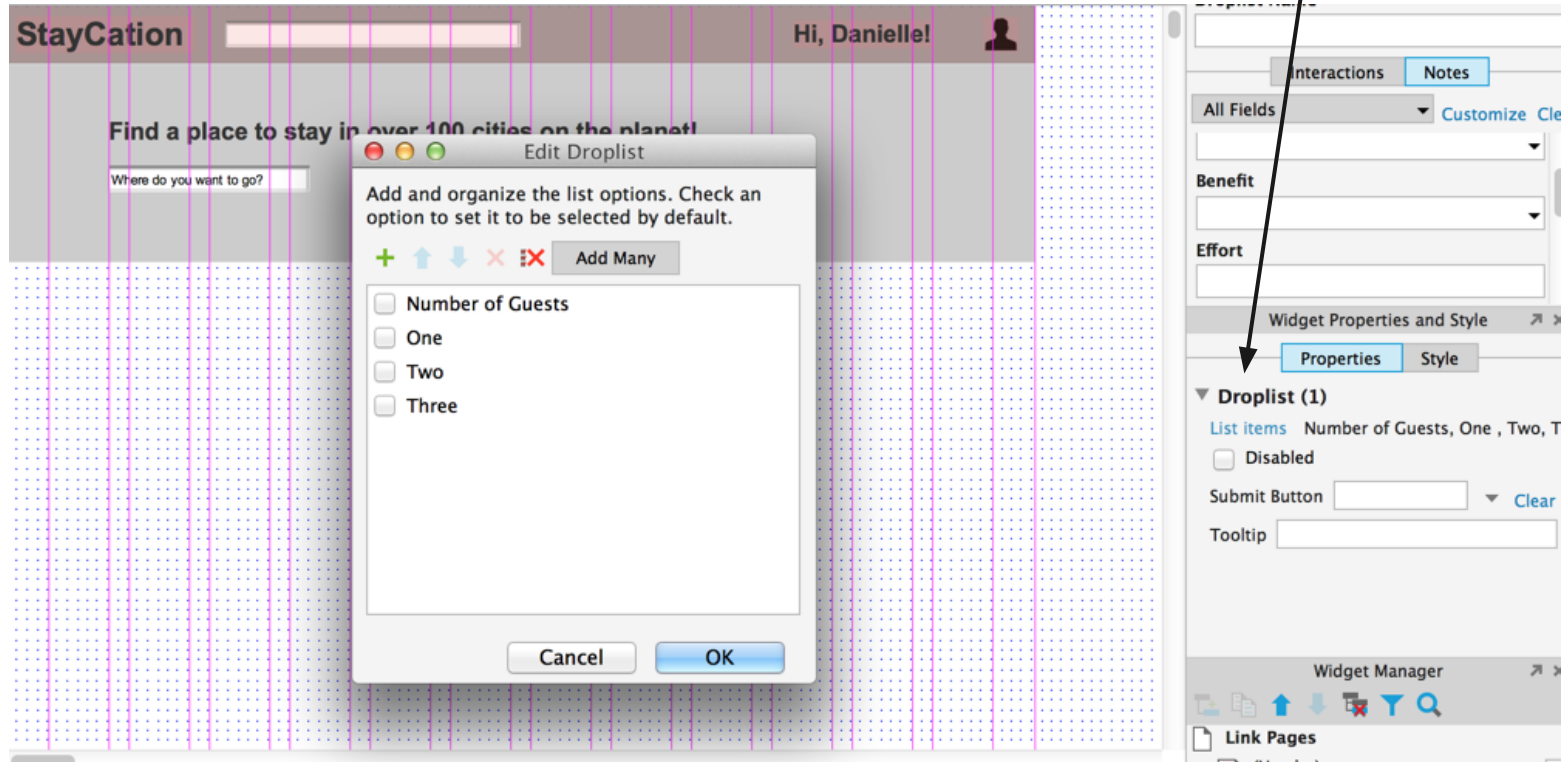 StayCation
Hi, Danielle!
Find a place to stay in over 100 cities on the planet!
Where do you want to go?
Edit Droplist
Add and organize the list options. Check an
option to set it to be selected by default.
Add Many
Number of Guests
One
Two
Three
Cancel
OK
Droplist Name
Interactions
Notes
All Fields
Customize Cle
Benefit
Effort
Widget Properties and Style
Properties
Style
Droplist (1)
List items Number of Guests, One , Two, T
Disabled
Submit Button
Clear
Tooltip
Widget Manager
Link Pages